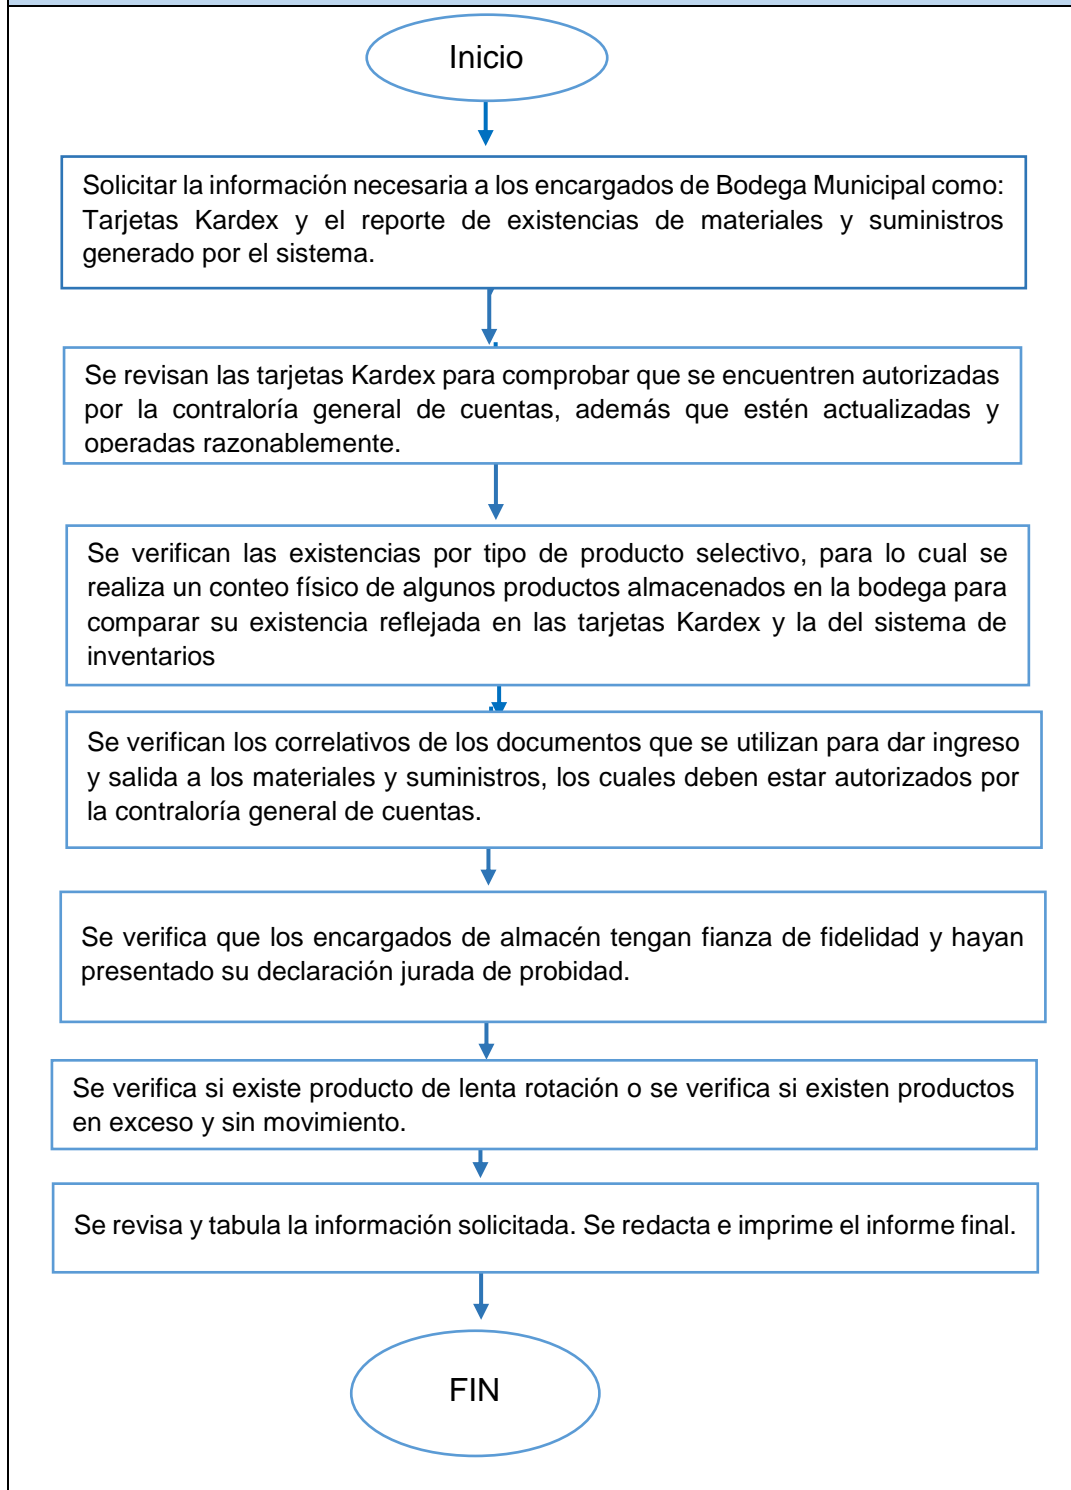 Inicio
Solicitar la información necesaria a los encargados de Bodega Municipal como:
Tarjetas Kardex y el reporte de existencias de materiales y suministros
generado por el sistema.
Se revisan las tarjetas Kardex para comprobar que se encuentren autorizadas
por la contraloría general de cuentas, además que estén actualizadas y
operadas razonablemente.
Se verifican las existencias por tipo de producto selectivo, para lo cual se
realiza un conteo físico de algunos productos almacenados en la bodega para
comparar su existencia reflejada en las tarjetas Kardex y la del sistema de
inventarios
Se verifican los correlativos de los documentos que se utilizan para dar ingreso
y salida a los materiales y suministros, los cuales deben estar autorizados por
la contraloría general de cuentas.
Se verifica que los encargados de almacén tengan fianza de fidelidad y hayan
presentado su declaración jurada de probidad.
Se verifica si existe producto de lenta rotación o se verifica si existen productos
en exceso y sin movimiento.
Se revisa y tabula la información solicitada. Se redacta e imprime el informe final.
FIN